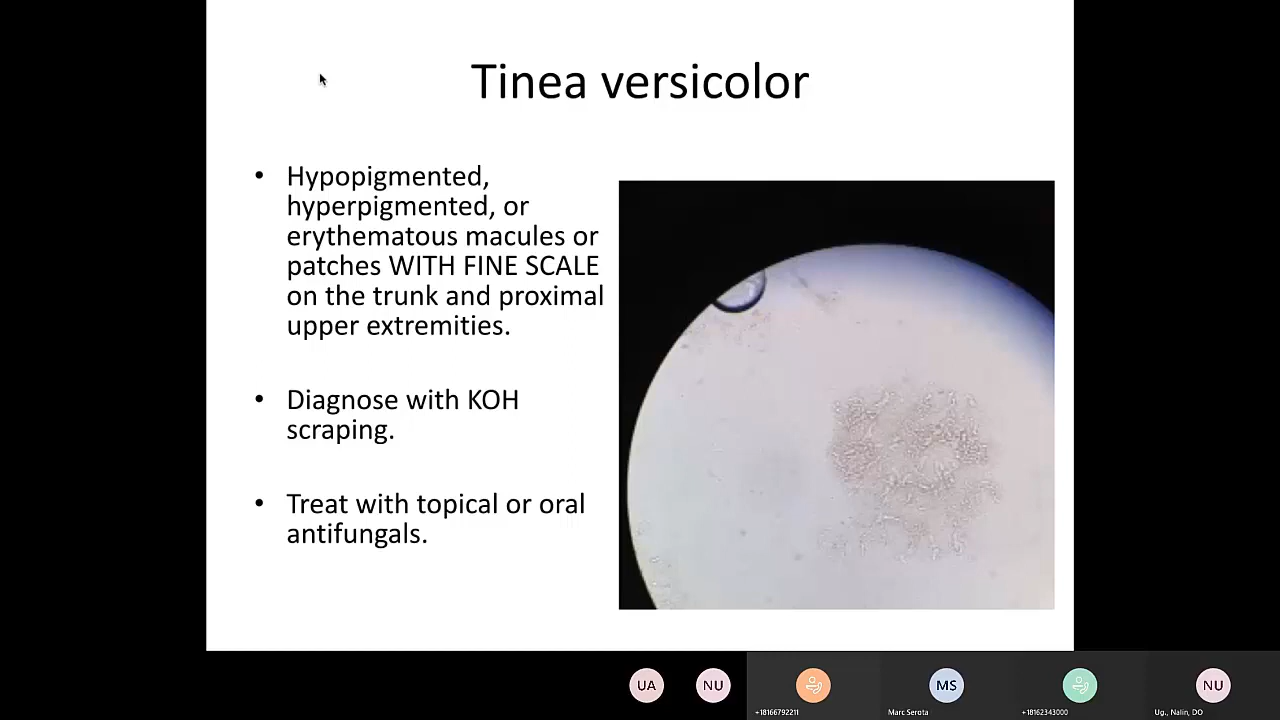 Tinea versicolor
• Hypopigmented,
hyperpigmented, or
erythematous macules or
patches WITH FINE SCALE
on the trunk and proximal
upper extremities.
• Diagnose with KOH
scraping.
• Treat with topical or oral
antifungals.
UA
NU
+18166792211
MS
Marc Serota
+18162343000
NU
Ug., Nalin, DO